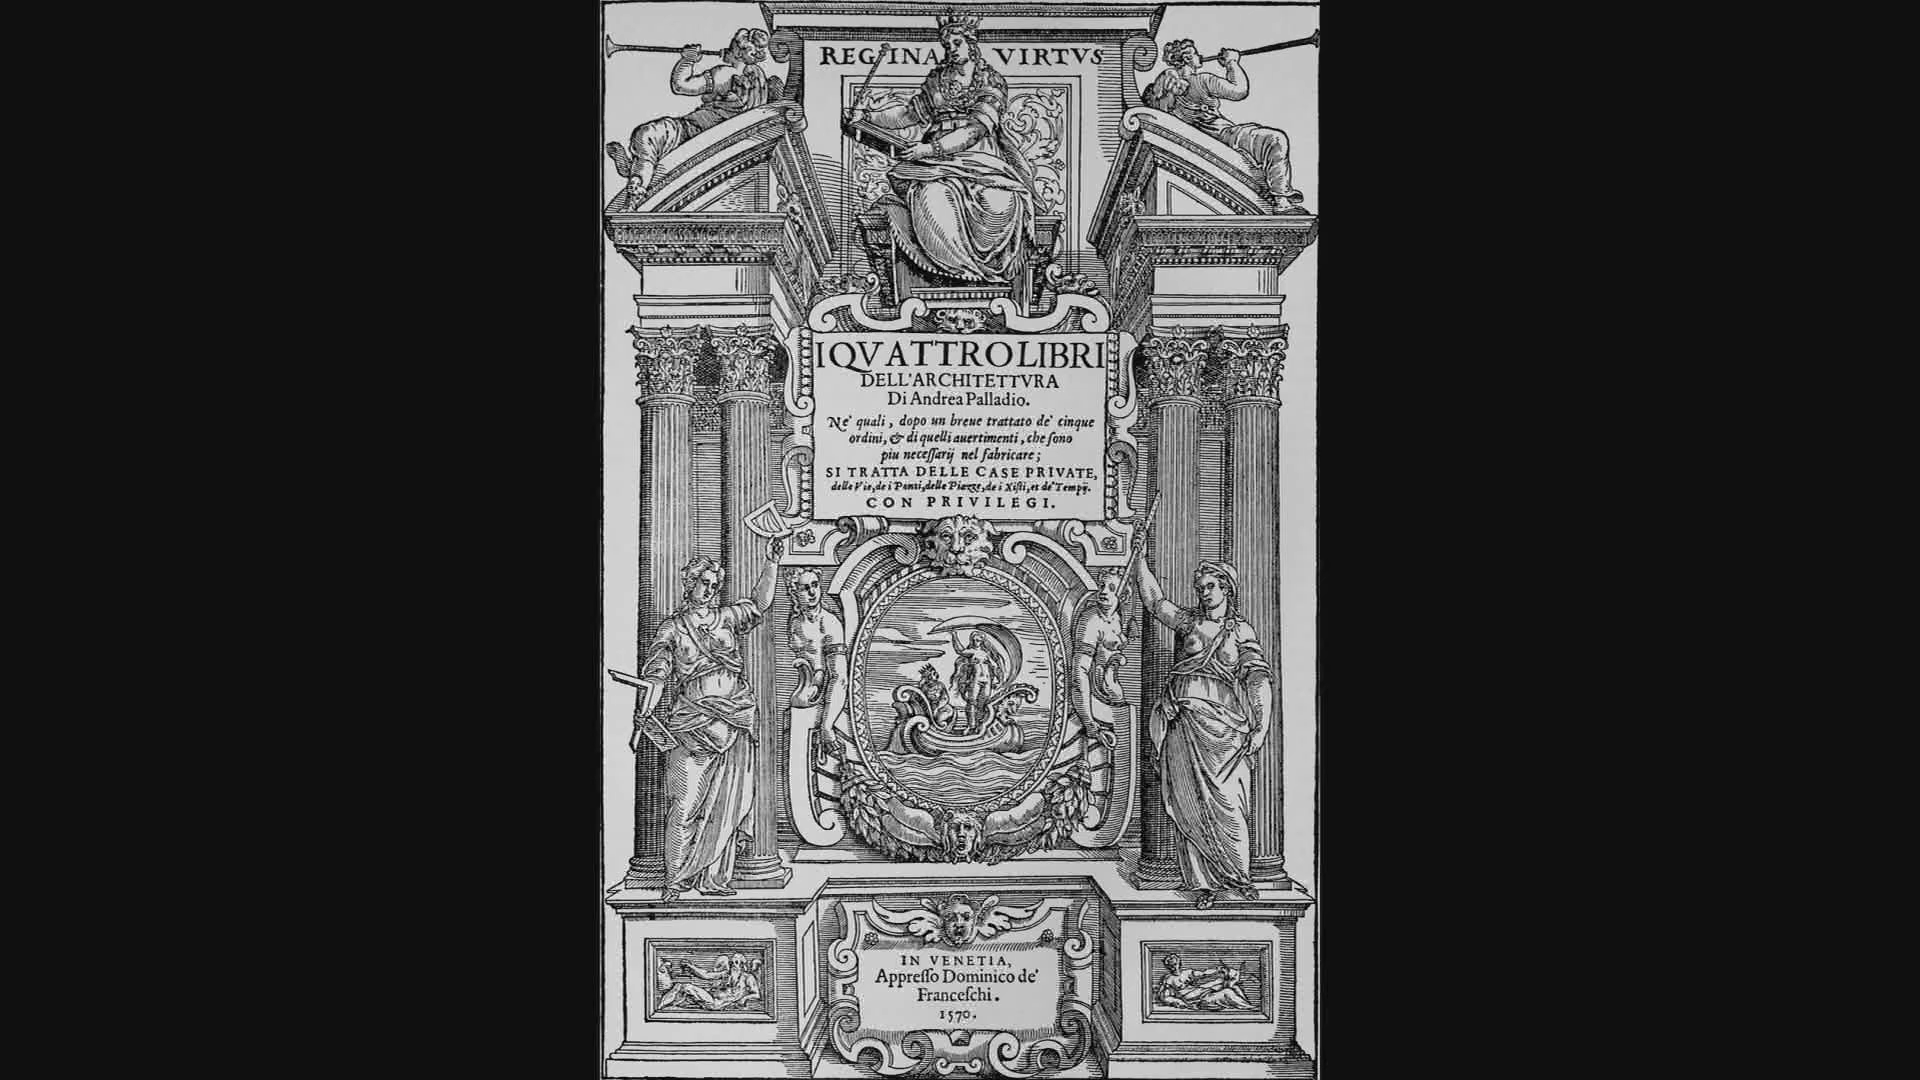 REGINA VIRTVS
I QVATTRO LIBRI
DELL'ARCHITETTVRA
Di Andrea Palladio.
Ne' quali, dopo un breue trattato de' cinque
ordini, & di quelli auertimenti, che ſono
piu neceſſarij nel fabricare;
SI TRATTA DELLE CASE PRIVATE,
delle Vie, de i Ponti, delle Piazze, de i Xiſti, et de' Tempij.
CON PRIVILEGI.
IN VENETIA,
Appreſſo Dominico de'
Franceſchi.
1570.